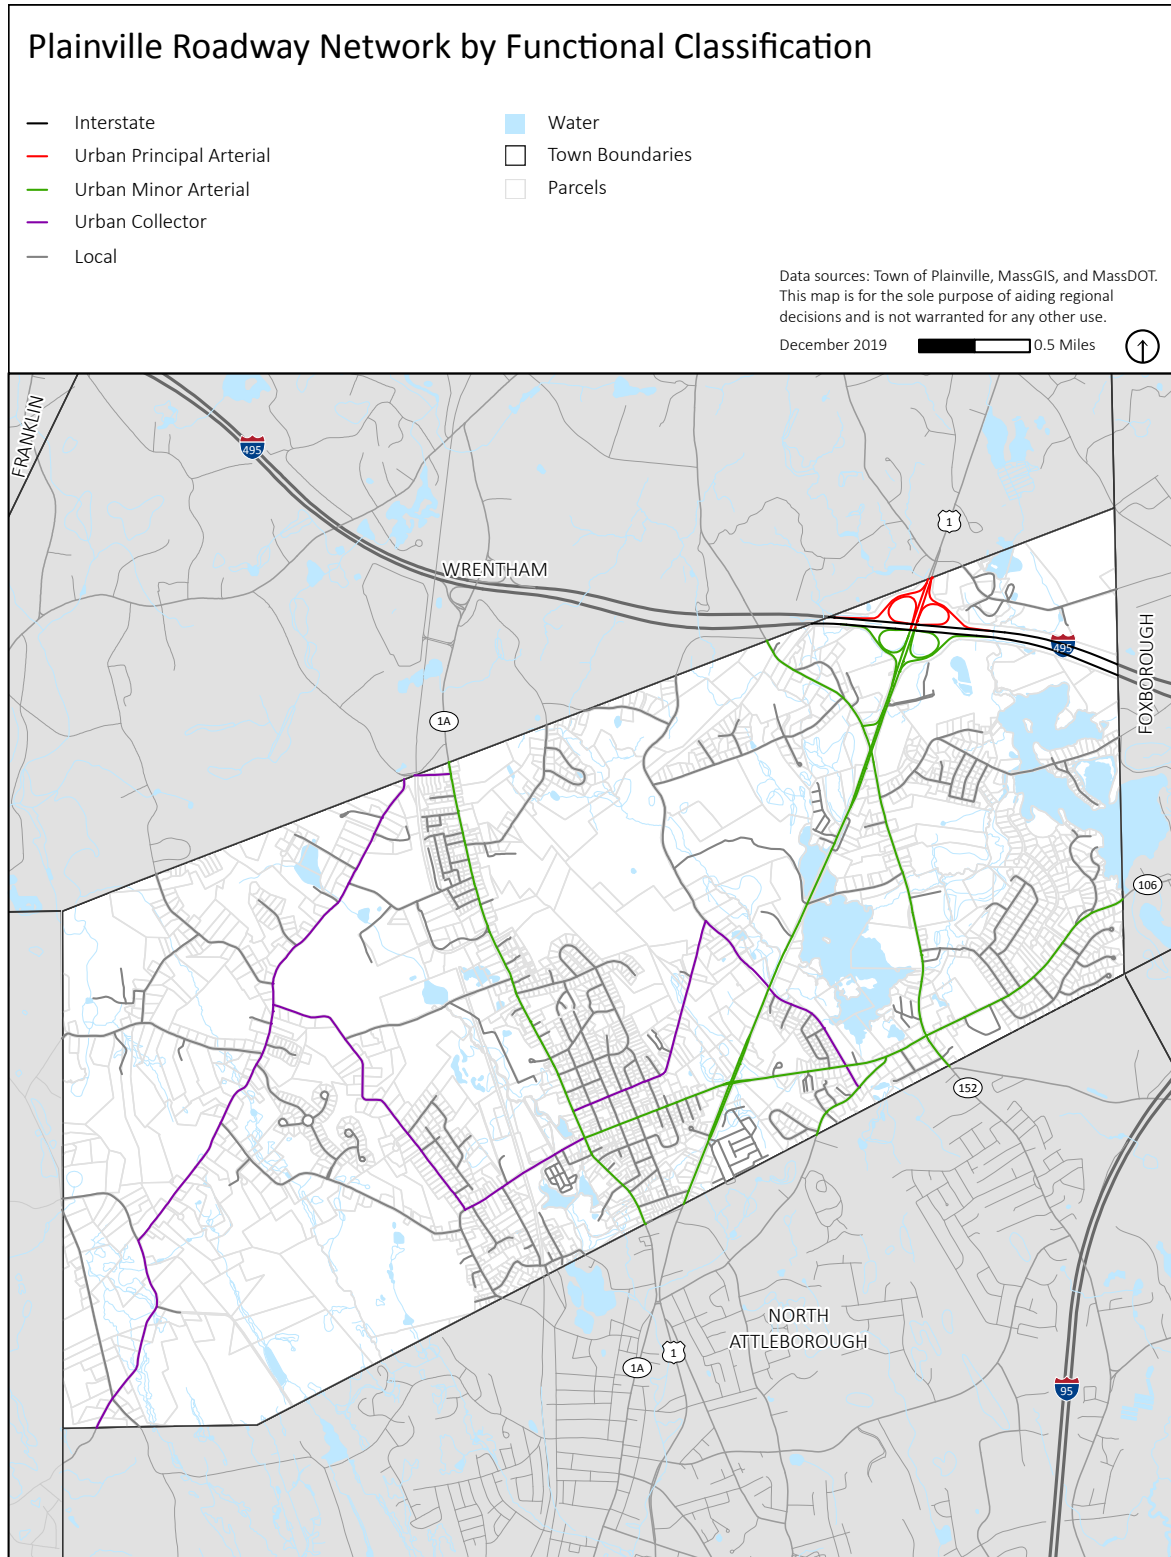 Plainville Roadway Network by Functional Classification
Interstate
Urban Principal Arterial
Urban Minor Arterial
Urban Collector
Local
Water
Town Boundaries
Parcels
Data sources: Town of Plainville, MassGIS, and MassDOT.
This map is for the sole purpose of aiding regional
decisions and is not warranted for any other use.
December 2019
0.5 Miles
FRANKLIN
495
1
WRENTHAM
495
FOXBOROUGH
1A
106
152
NORTH
ATTLEBOROUGH
1
1A
95